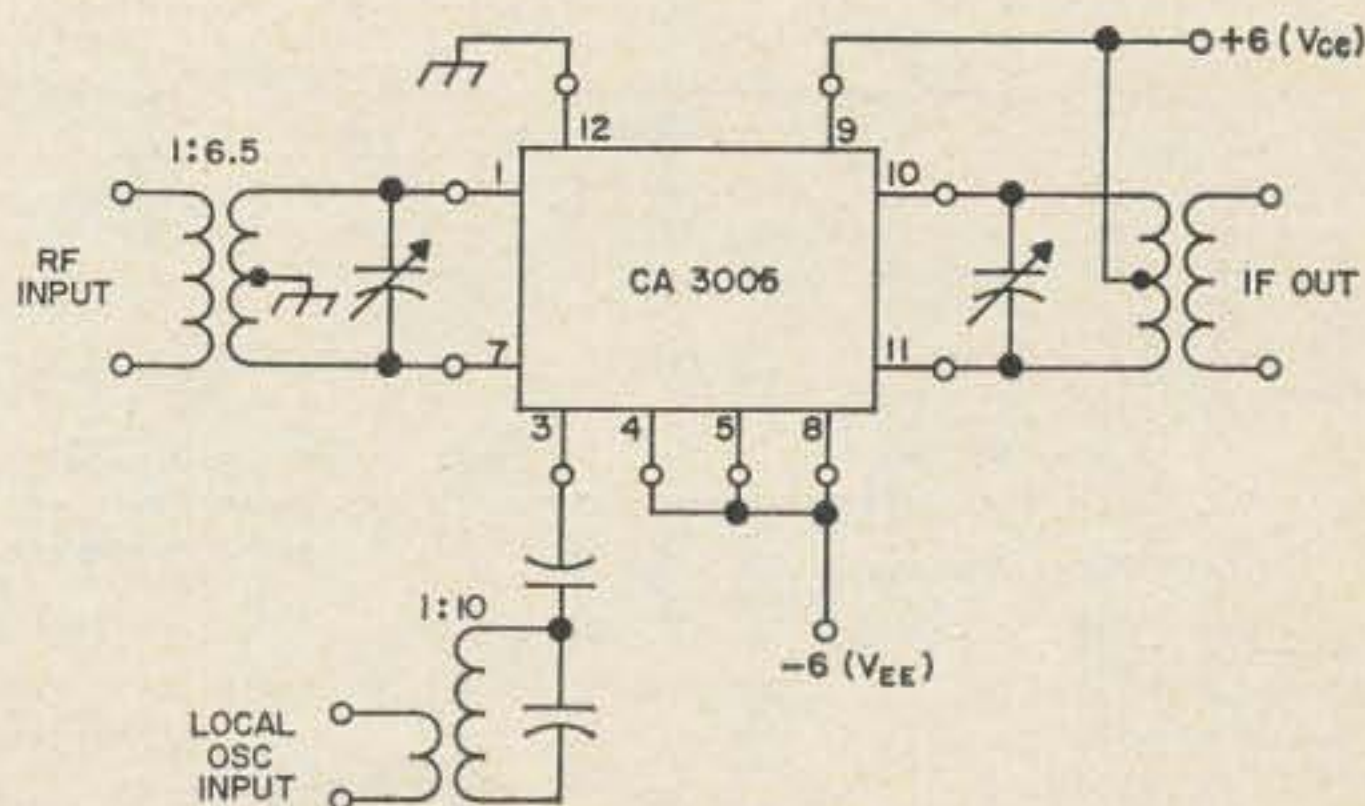 +6 (Vcc)
12
9
1:6.5
1
10
RF
INPUT
CA 3006
IF OUT
7
11
3
4
5
8
1:10
-6 (VEE)
LOCAL
OSC
INPUT